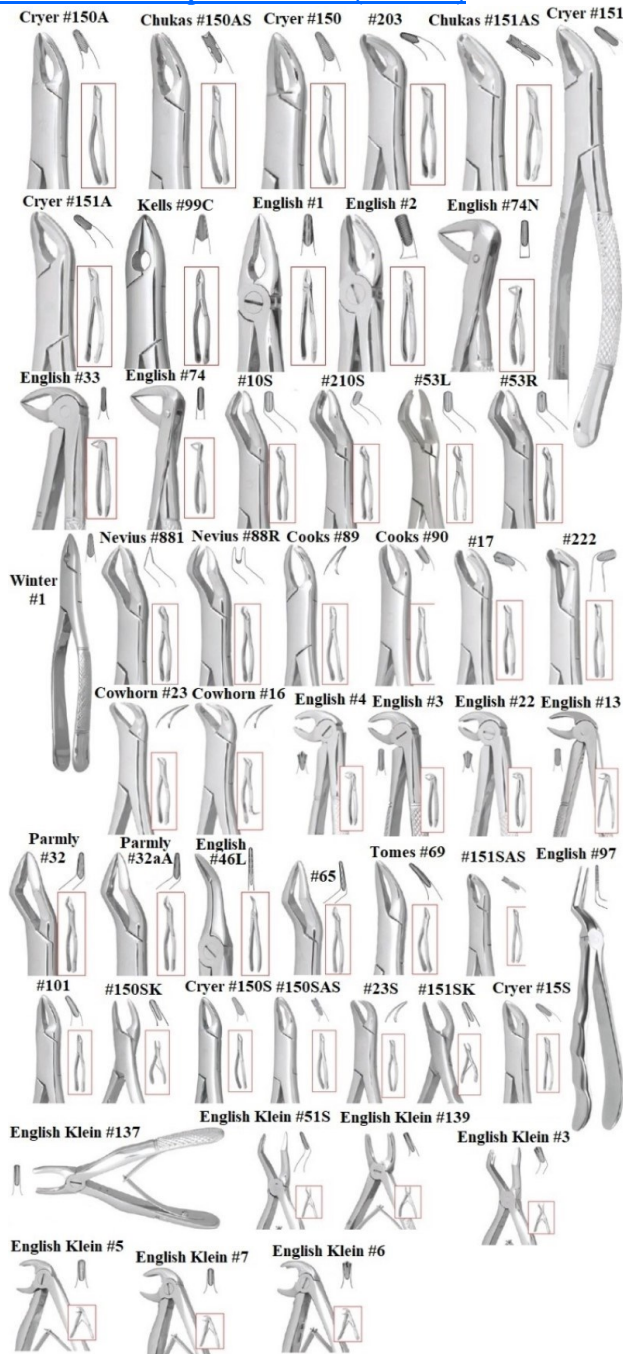 Cryer #150A
Chukas #150AS
Cryer #150
#203
Chukas #151AS
Cryer #151
Cryer #151A
Kells #99C
English #1
English #2
English #74N
English #33
English #74
#10S
#210S
#53L
#53R
Winter
#1
Nevius #881
Nevius #88R
Cooks #89
Cooks #90
#17
#222
Cowhorn #23
Cowhorn #16
English #4
English #3
English #22
English #13
Parmly
#32
Parmly
#32aA
English
#46L
#65
Tomes #69
#151SAS
English #97
#101
#150SK
Cryer #150S
#150SAS
#23S
#151SK
Cryer #15S
English Klein #137
English Klein #51S
English Klein #139
English Klein #3
English Klein #5
English Klein #7
English Klein #6